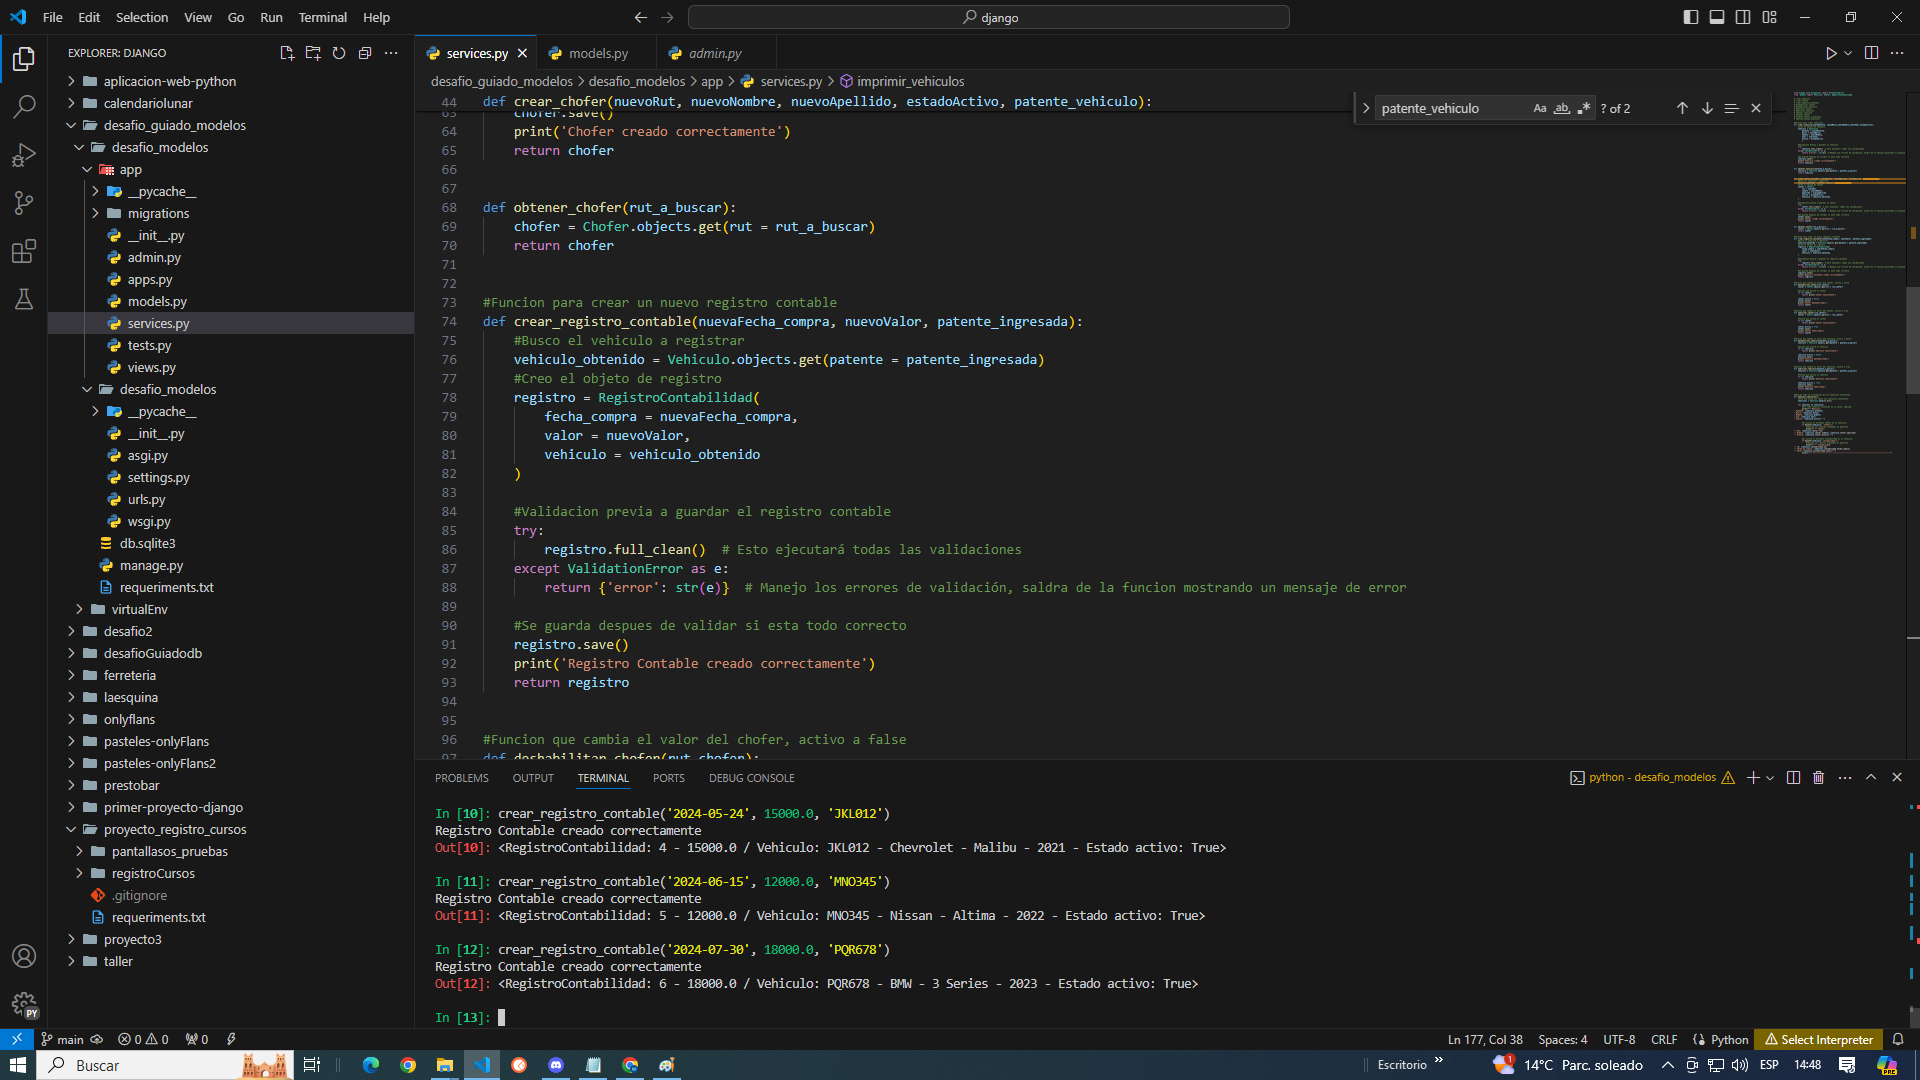 File Edit Selection View Go Run Terminal Help
django
EXPLORER: DJANGO
aplicacion-web-python
calendariolunar
desafio_guiado_modelos
desafio_modelos
app
__pycache__
migrations
__init__.py
admin.py
apps.py
models.py
services.py
tests.py
views.py
desafio_modelos
__pycache__
__init__.py
asgi.py
settings.py
urls.py
wsgi.py
db.sqlite3
manage.py
requeriments.txt
virtualEnv
desafio2
desafioGuiadodb
ferreteria
laesquina
onlyflans
pasteles-onlyFlans
pasteles-onlyFlans2
prestobar
primer-proyecto-django
proyecto_registro_cursos
pantallasos_pruebas
registroCursos
.gitignore
requeriments.txt
proyecto3
taller
services.py models.py admin.py
desafio_guiado_modelos > desafio_modelos > app > services.py > imprimir_vehiculos
patente_vehiculo Aa ab ? of 2
44 def crear_chofer(nuevoRut, nuevoNombre, nuevoApellido, estadoActivo, patente_vehiculo):
63 chofer.save()
64 print('Chofer creado correctamente')
65 return chofer
66
67
68 def obtener_chofer(rut_a_buscar):
69 chofer = Chofer.objects.get(rut = rut_a_buscar)
70 return chofer
71
72
73 #Funcion para crear un nuevo registro contable
74 def crear_registro_contable(nuevaFecha_compra, nuevoValor, patente_ingresada):
75 #Busco el vehiculo a registrar
76 vehiculo_obtenido = Vehiculo.objects.get(patente = patente_ingresada)
77 #Creo el objeto de registro
78 registro = RegistroContabilidad(
79 fecha_compra = nuevaFecha_compra,
80 valor = nuevoValor,
81 vehiculo = vehiculo_obtenido
82 )
83
84 #Validacion previa a guardar el registro contable
85 try:
86 registro.full_clean() # Esto ejecutará todas las validaciones
87 except ValidationError as e:
88 return {'error': str(e)} # Manejo los errores de validación, saldra de la funcion mostrando un mensaje de error
89
90 #Se guarda despues de validar si esta todo correcto
91 registro.save()
92 print('Registro Contable creado correctamente')
93 return registro
94
95
96 #Funcion que cambia el valor del chofer, activo a false
97 def deshabilitar_chofer(rut_chofer):
PROBLEMS OUTPUT TERMINAL PORTS DEBUG CONSOLE
python - desafio_modelos
In [10]: crear_registro_contable('2024-05-24', 15000.0, 'JKL012')
Registro Contable creado correctamente
Out[10]: <RegistroContabilidad: 4 - 15000.0 / Vehiculo: JKL012 - Chevrolet - Malibu - 2021 - Estado activo: True>
In [11]: crear_registro_contable('2024-06-15', 12000.0, 'MNO345')
Registro Contable creado correctamente
Out[11]: <RegistroContabilidad: 5 - 12000.0 / Vehiculo: MNO345 - Nissan - Altima - 2022 - Estado activo: True>
In [12]: crear_registro_contable('2024-07-30', 18000.0, 'PQR678')
Registro Contable creado correctamente
Out[12]: <RegistroContabilidad: 6 - 18000.0 / Vehiculo: PQR678 - BMW - 3 Series - 2023 - Estado activo: True>
In [13]:
PY
main 0 0 0 Ln 177, Col 38 Spaces: 4 UTF-8 CRLF Python Select Interpreter
Buscar Escritorio 1 14°C Parc. soleado ESP 14:48